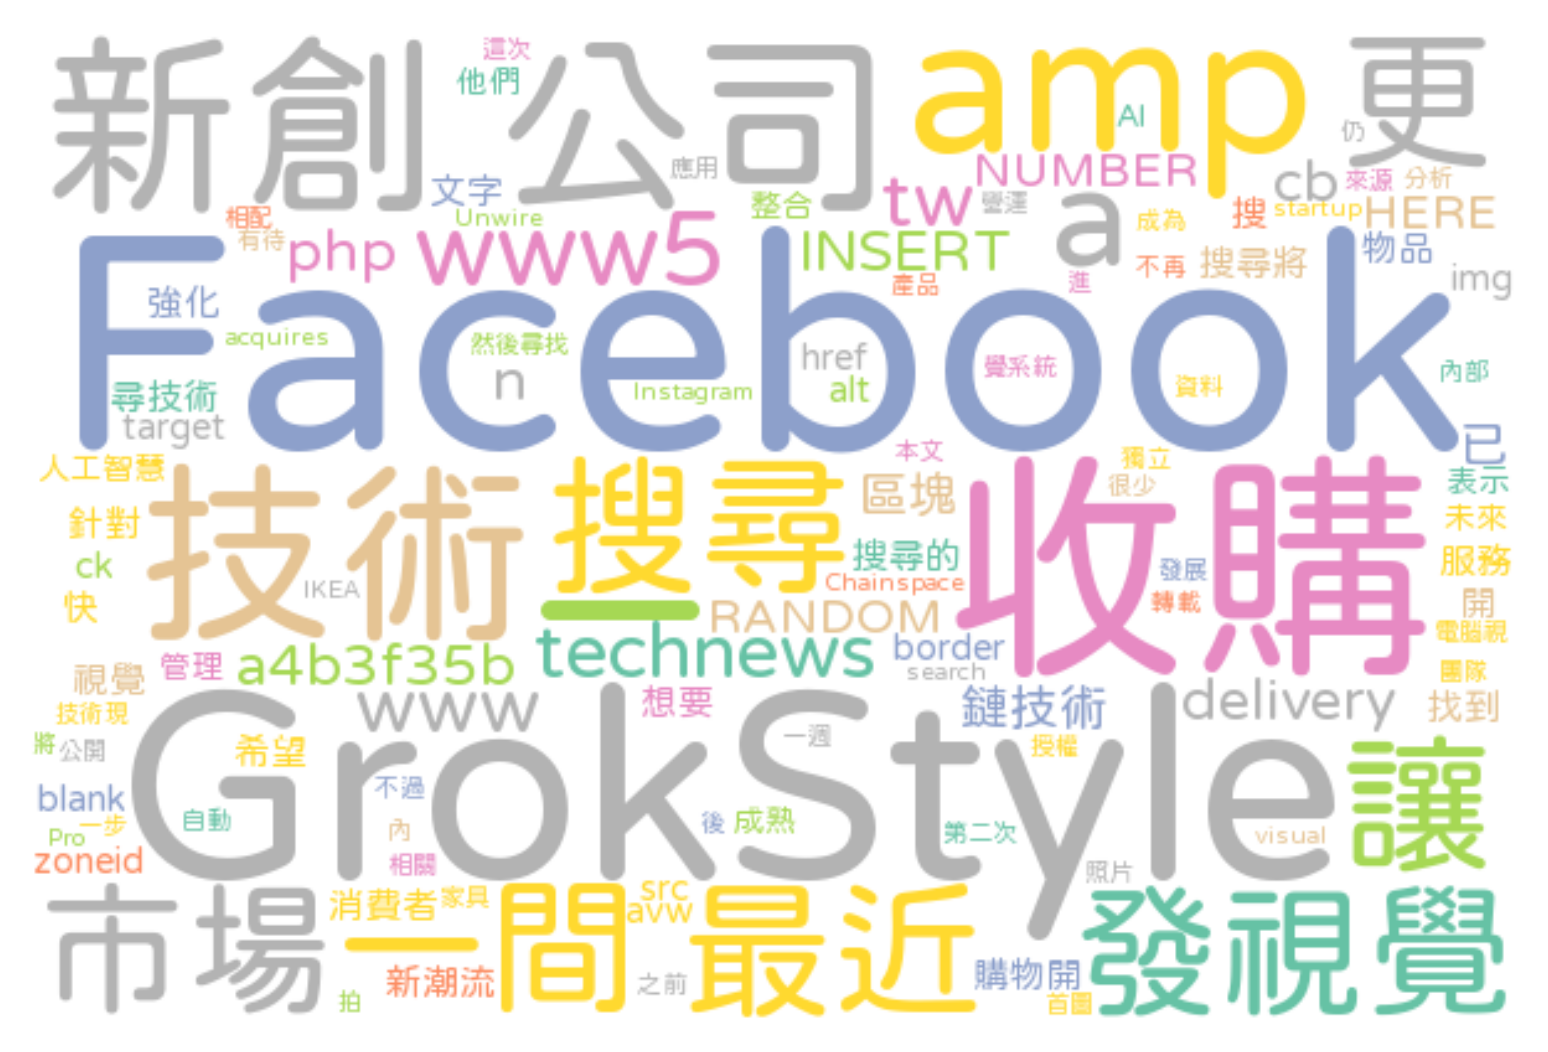 這次
他們
新創
公司
amp
AI
更
仍
應用
NUMBER
文字
cb
來源
分析
相配
Unwire
整合
tw
a
成為
搜
startup
HERE
有待
php
www5
INSERT
物品
不再
搜尋將
產品
進
img
Facebook
強化
acquires
然後尋找
href
覺系統
內部
尋技術
n
Instagram
alt
資料
target
已
本文
人工智慧
獨立
很少
表示
技術
搜尋
區塊
收購
針對
未來
搜尋的
服務
ck
IKEA
Chainspace
發展
快
一
RANDOM
轉載
開
電腦視
technews
border
管理
a4b3f35b
search
團隊
視覺
www
想要
鏈技術
delivery
找到
技術現
將
公開
希望
一週
授權
GrokStyle
讓
blank
不過
自動
內
後
成熟
第二次
visual
Pro
一步
zoneid
相關
照片
市場
消費者
家具
src
avw
一間
最近
發視覺
新潮流
之前
購物開
拍
首圖